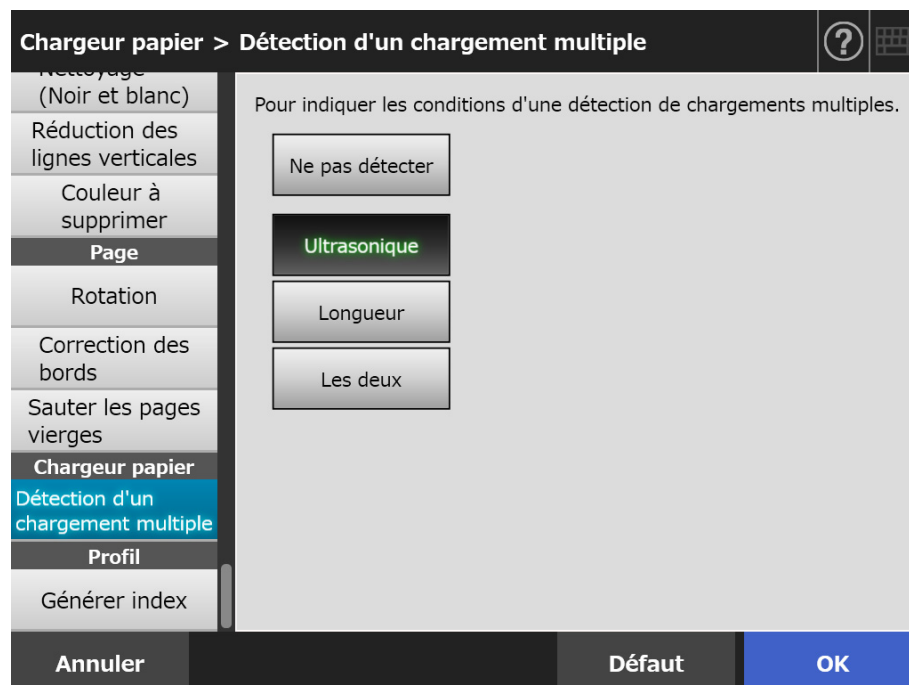 Chargeur papier > Détection d'un chargement multiple
?
(Noir et blanc)
Réduction des
lignes verticales
Couleur à
supprimer
Page
Rotation
Correction des
bords
Sauter les pages
vierges
Chargeur papier
Détection d'un
chargement multiple
Profil
Générer index
Pour indiquer les conditions d'une détection de chargements multiples.
Ne pas détecter
Ultrasonique
Longueur
Les deux
Annuler
Défaut
OK